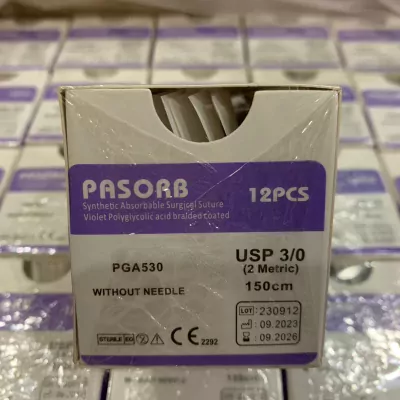 PASORB
12PCS
Synthetic Absorbable Surgical Suture
Violet Polyglycolic acid braided coated
PGA530
USP 3/0
(2 Metric)
WITHOUT NEEDLE
150cm
LOT: 230912
: 09.2023
: 09.2026
STERILE EO
CE 2292